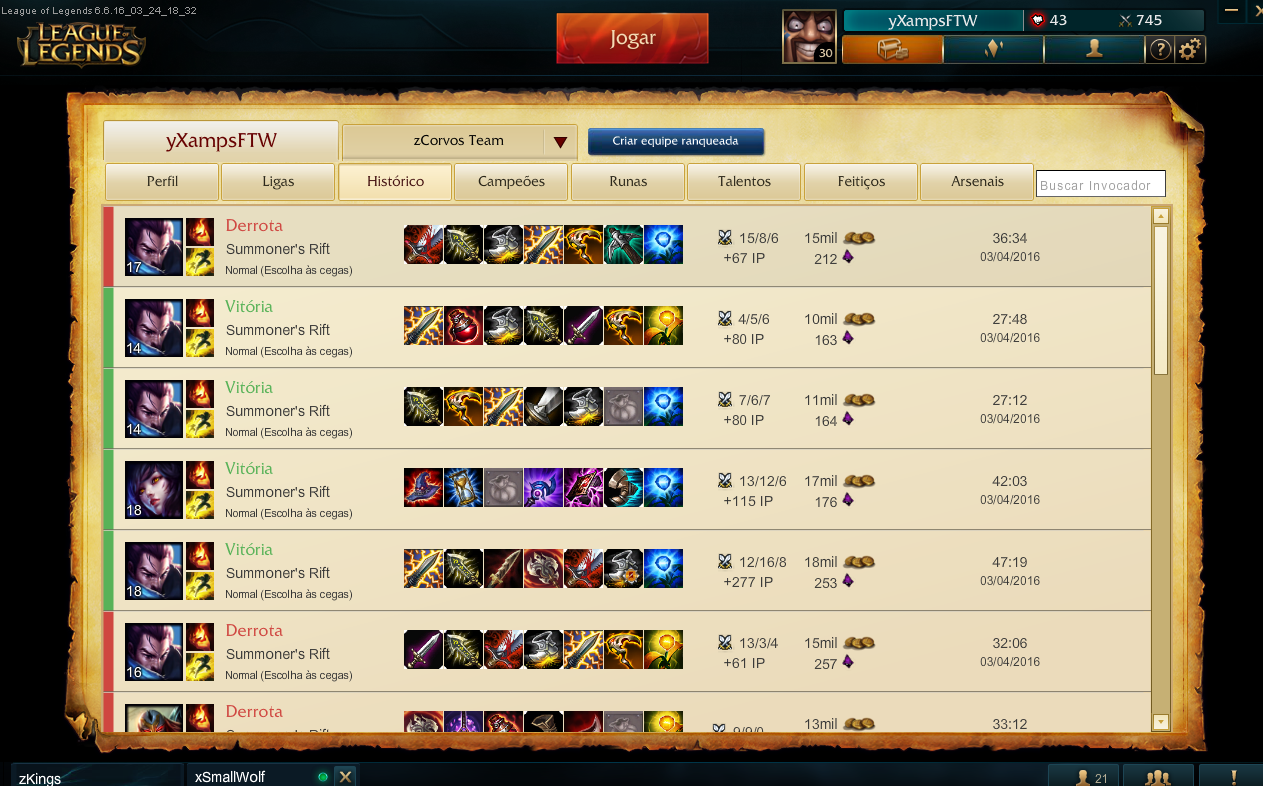 League of Legends 6.6.16_03_24_18_32
LEAGUE OF
LEGENDS
Jogar
30
yXampsFTW
43
745
?
yXampsFTW
zCorvos Team
Criar equipe ranqueada
Perfil
Ligas
Histórico
Campeões
Runas
Talentos
Feitiços
Arsenais
Buscar Invocador
Derrota
Summoner's Rift
Normal (Escolha às cegas)
17
15/8/6
+67 IP
15mil
212
36:34
03/04/2016
Vitória
Summoner's Rift
Normal (Escolha às cegas)
14
4/5/6
+80 IP
10mil
163
27:48
03/04/2016
Vitória
Summoner's Rift
Normal (Escolha às cegas)
14
7/6/7
+80 IP
11mil
164
27:12
03/04/2016
Vitória
Summoner's Rift
Normal (Escolha às cegas)
18
13/12/6
+115 IP
17mil
176
42:03
03/04/2016
Vitória
Summoner's Rift
Normal (Escolha às cegas)
18
12/16/8
+277 IP
18mil
253
47:19
03/04/2016
Derrota
Summoner's Rift
Normal (Escolha às cegas)
16
13/3/4
+61 IP
15mil
257
32:06
03/04/2016
Derrota
13mil
33:12
zKings
xSmallWolf
21
!